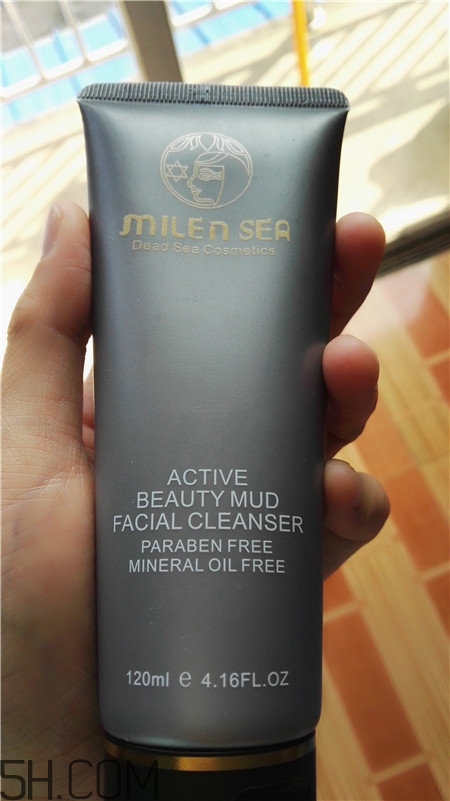 MILEN SEA
Dead Sea Cosmetics
ACTIVE
BEAUTY MUD
FACIAL CLEANSER
PARABEN FREE
MINERAL OIL FREE
120ml e 4.16FL.OZ
5H.COM